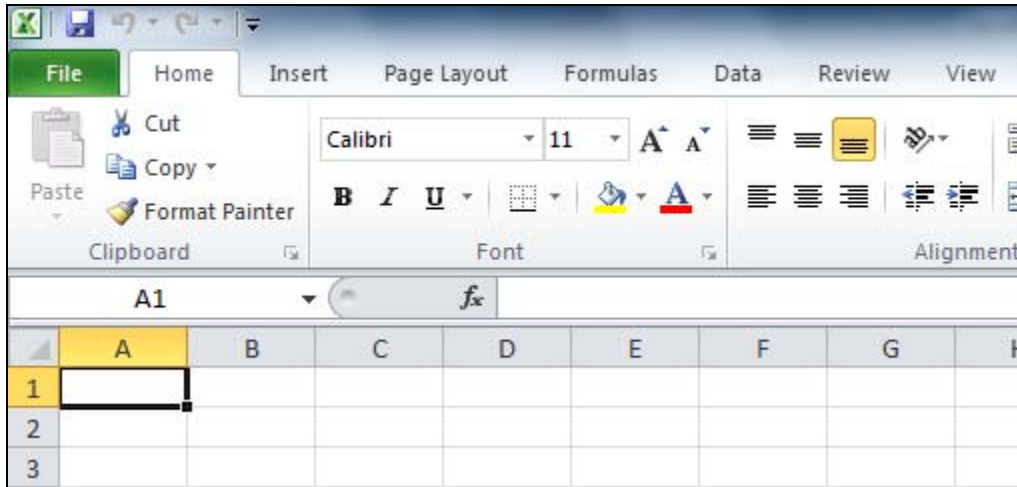 File Home Insert Page Layout Formulas Data Review View
Cut
Calibri 11 A A
Copy
Paste
B I U A
Format Painter
Clipboard Font Alignment
A1 fx
A B C D E F G
1
2
3